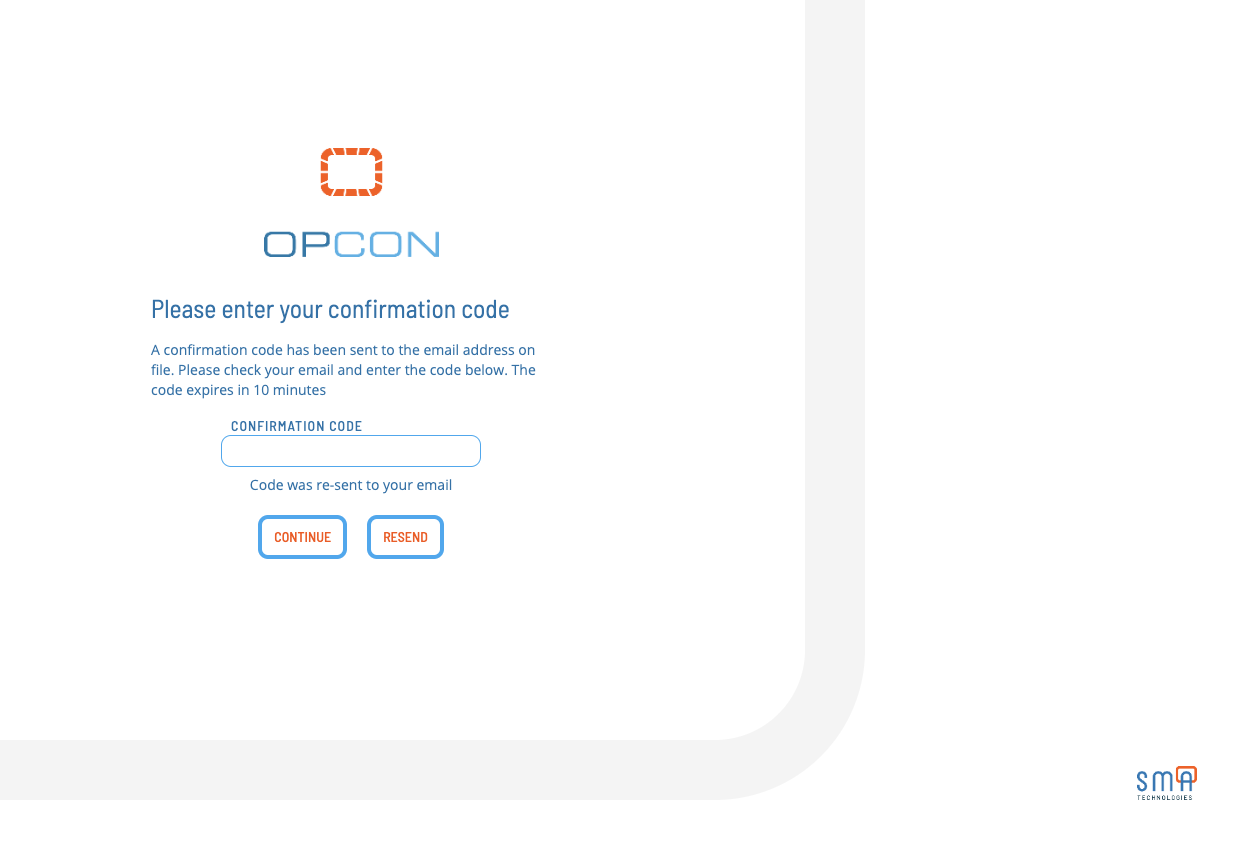 OPCON
Please enter your confirmation code
A confirmation code has been sent to the email address on
file. Please check your email and enter the code below. The
code expires in 10 minutes
CONFIRMATION CODE
Code was re-sent to your email
CONTINUE RESEND
SMA
TECHNOLOGIES